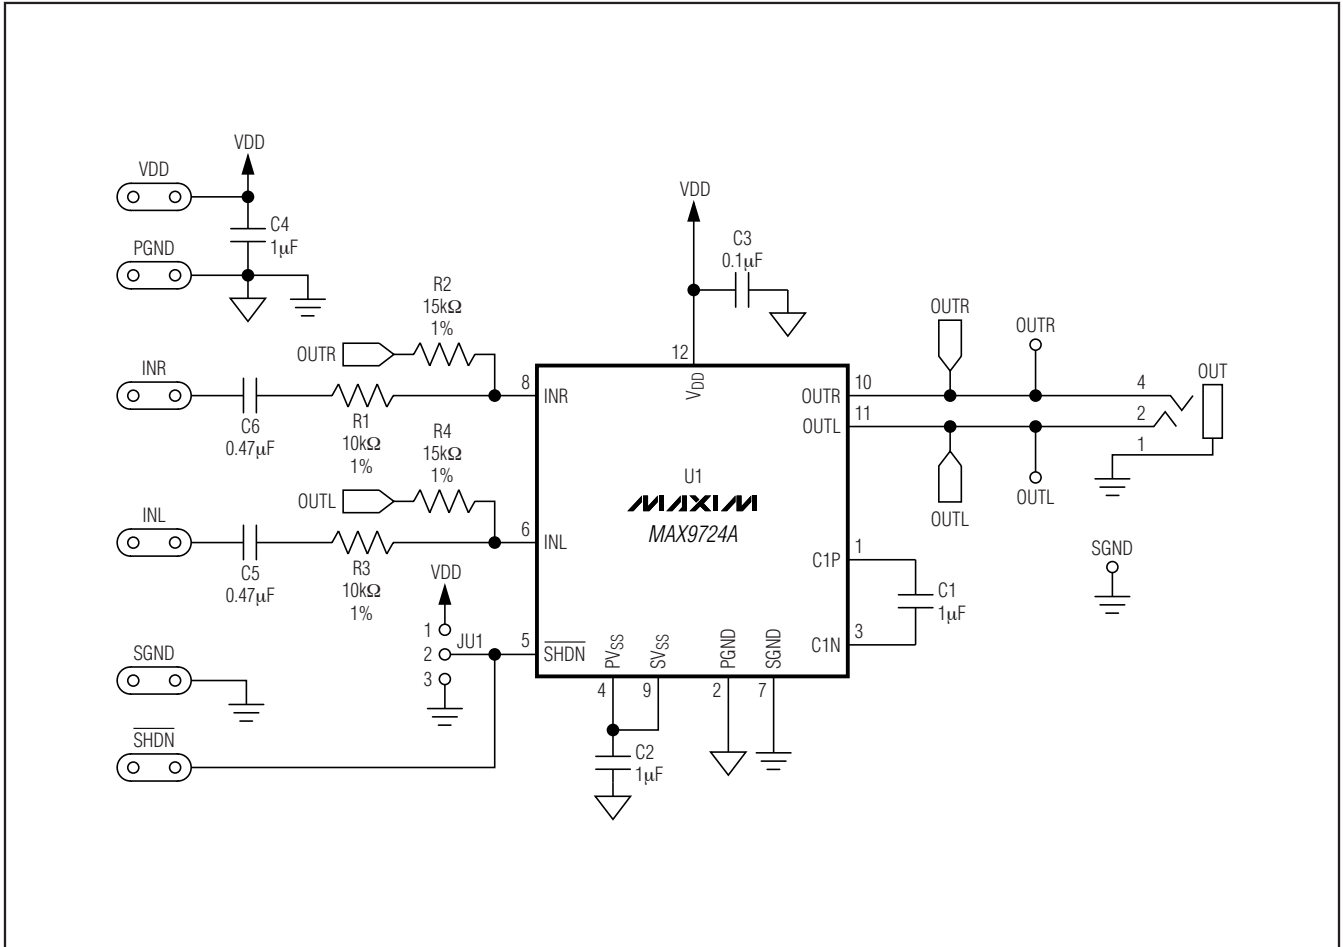 VDD
VDD
C4
1µF
PGND
VDD
C3
0.1µF
R2
15kΩ
1%
OUTR
INR
C6
0.47µF
R1
10kΩ
1%
8
INR
R4
15kΩ
1%
OUTL
INL
C5
0.47µF
R3
10kΩ
1%
6
INL
VDD
1
2
3
JU1
5
SHDN
SGND
SHDN
12
VDD
U1
MAXIM
MAX9724A
PVSS
SVSS
PGND
SGND
4
9
2
7
C2
1µF
OUTR
10
OUTL
11
C1P
1
C1N
3
C1
1µF
OUTR
OUTR
OUTL
OUTL
4
2
1
OUT
SGND